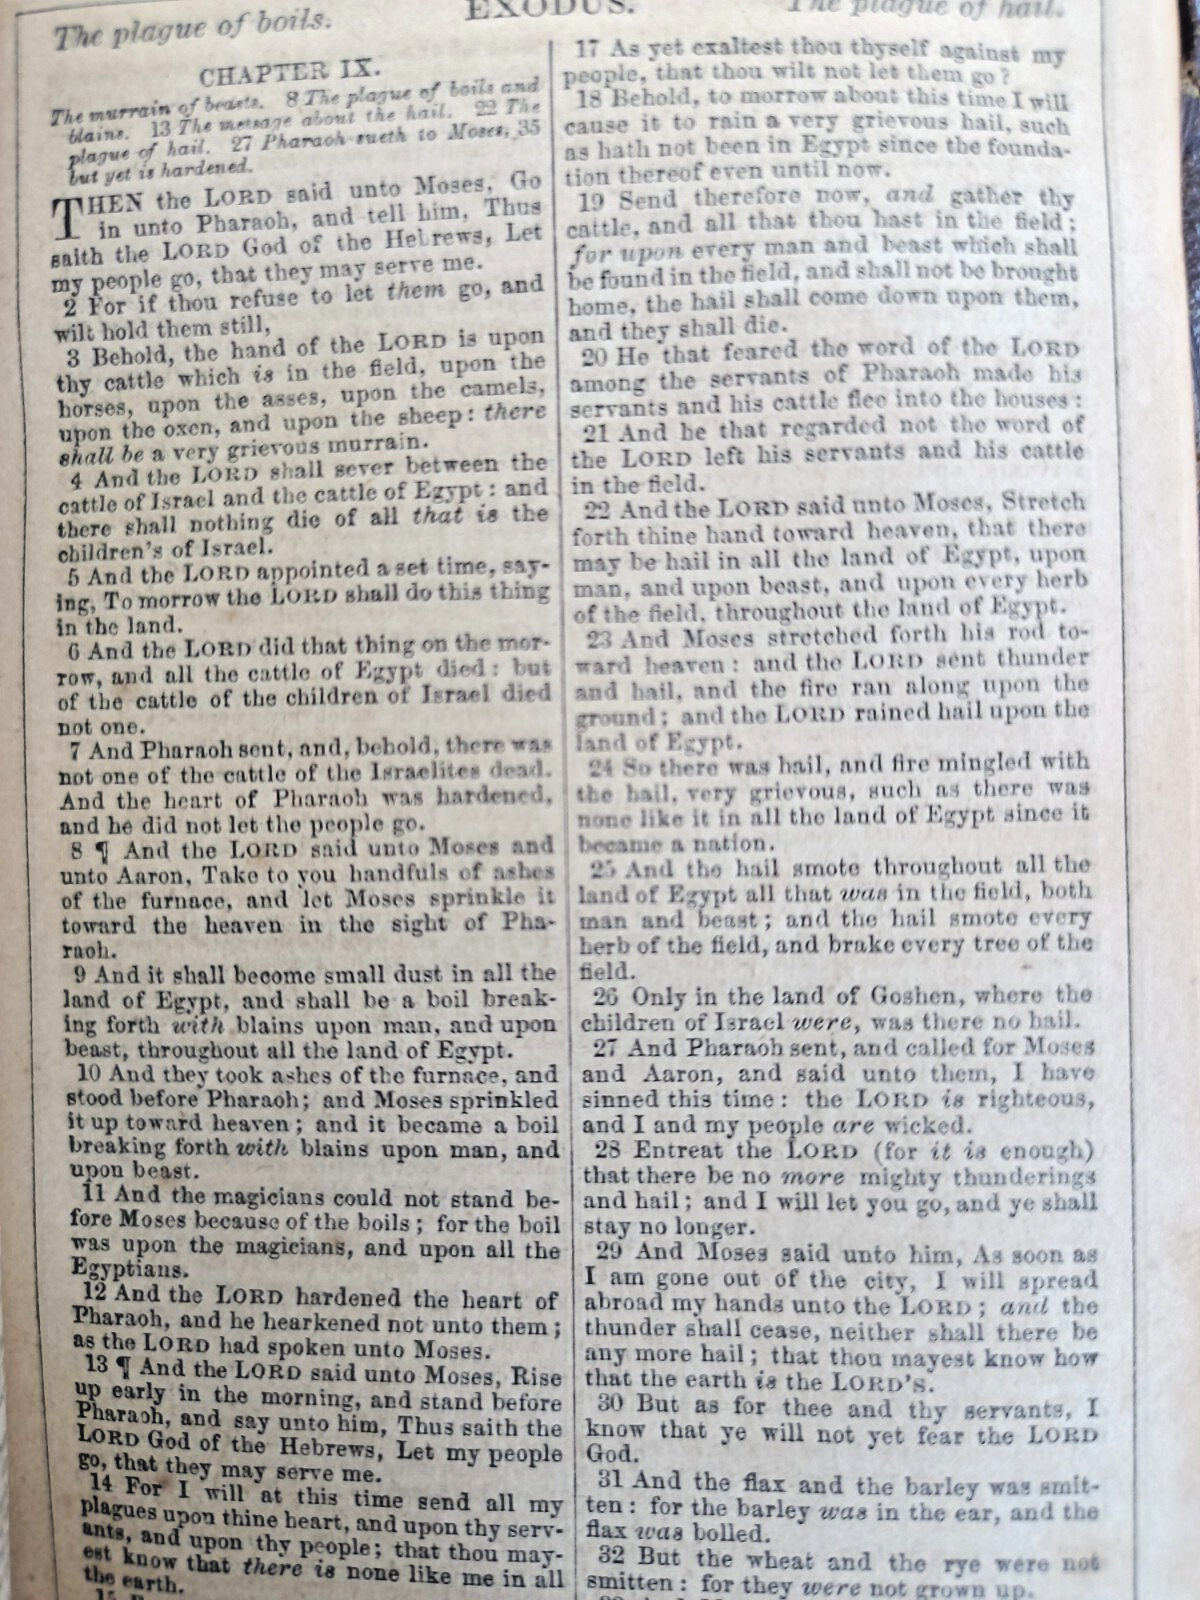 The plague of boils.
EXODUS.
The plague of hail.
CHAPTER IX.
The murrain of beasts. 8 The plague of boils and
blains. 13 The message about the hail. 22 The
plague of hail. 27 Pharaoh sueth to Moses, 35
but yet is hardened.
THEN the LORD said unto Moses, Go
in unto Pharaoh, and tell him, Thus
saith the LORD God of the Hebrews, Let
my people go, that they may serve me.
2 For if thou refuse to let them go, and
wilt hold them still,
3 Behold, the hand of the LORD is upon
thy cattle which is in the field, upon the
horses, upon the asses, upon the camels,
upon the oxen, and upon the sheep: there
shall be a very grievous murrain.
4 And the LORD shall sever between the
cattle of Israel and the cattle of Egypt: and
there shall nothing die of all that is the
children's of Israel.
5 And the LORD appointed a set time, say-
ing, To morrow the LORD shall do this thing
in the land.
6 And the LORD did that thing on the mor-
row, and all the cattle of Egypt died: but
of the cattle of the children of Israel died
not one.
7 And Pharaoh sent, and, behold, there was
not one of the cattle of the Israelites dead.
And the heart of Pharaoh was hardened,
and he did not let the people go.
8 ¶ And the LORD said unto Moses and
unto Aaron, Take to you handfuls of ashes
of the furnace, and let Moses sprinkle it
toward the heaven in the sight of Pha-
raoh.
9 And it shall become small dust in all the
land of Egypt, and shall be a boil break-
ing forth with blains upon man, and upon
beast, throughout all the land of Egypt.
10 And they took ashes of the furnace, and
stood before Pharaoh; and Moses sprinkled
it up toward heaven; and it became a boil
breaking forth with blains upon man, and
upon beast.
11 And the magicians could not stand be-
fore Moses because of the boils; for the boil
was upon the magicians, and upon all the
Egyptians.
12 And the LORD hardened the heart of
Pharaoh, and he hearkened not unto them;
as the LORD had spoken unto Moses.
13 ¶ And the LORD said unto Moses, Rise
up early in the morning, and stand before
Pharaoh, and say unto him, Thus saith the
LORD God of the Hebrews, Let my people
go, that they may serve me.
14 For I will at this time send all my
plagues upon thine heart, and upon thy serv-
ants, and upon thy people; that thou may-
est know that there is none like me in all
the earth.
17 As yet exaltest thou thyself against my
people, that thou wilt not let them go?
18 Behold, to morrow about this time I will
cause it to rain a very grievous hail, such
as hath not been in Egypt since the founda-
tion thereof even until now.
19 Send therefore now, and gather thy
cattle, and all that thou hast in the field;
for upon every man and beast which shall
be found in the field, and shall not be brought
home, the hail shall come down upon them,
and they shall die.
20 He that feared the word of the LORD
among the servants of Pharaoh made his
servants and his cattle flee into the houses:
21 And he that regarded not the word of
the LORD left his servants and his cattle
in the field.
22 And the LORD said unto Moses, Stretch
forth thine hand toward heaven, that there
may be hail in all the land of Egypt, upon
man, and upon beast, and upon every herb
of the field, throughout the land of Egypt.
23 And Moses stretched forth his rod to-
ward heaven: and the LORD sent thunder
and hail, and the fire ran along upon the
ground; and the LORD rained hail upon the
land of Egypt.
24 So there was hail, and fire mingled with
the hail, very grievous, such as there was
none like it in all the land of Egypt since it
became a nation.
25 And the hail smote throughout all the
land of Egypt all that was in the field, both
man and beast; and the hail smote every
herb of the field, and brake every tree of the
field.
26 Only in the land of Goshen, where the
children of Israel were, was there no hail.
27 And Pharaoh sent, and called for Moses
and Aaron, and said unto them, I have
sinned this time: the LORD is righteous,
and I and my people are wicked.
28 Entreat the LORD (for it is enough)
that there be no more mighty thunderings
and hail; and I will let you go, and ye shall
stay no longer.
29 And Moses said unto him, As soon as
I am gone out of the city, I will spread
abroad my hands unto the LORD; and the
thunder shall cease, neither shall there be
any more hail; that thou mayest know how
that the earth is the LORD'S.
30 But as for thee and thy servants, I
know that ye will not yet fear the LORD
God.
31 And the flax and the barley was smit-
ten: for the barley was in the ear, and the
flax was bolled.
32 But the wheat and the rye were not
smitten: for they were not grown up.